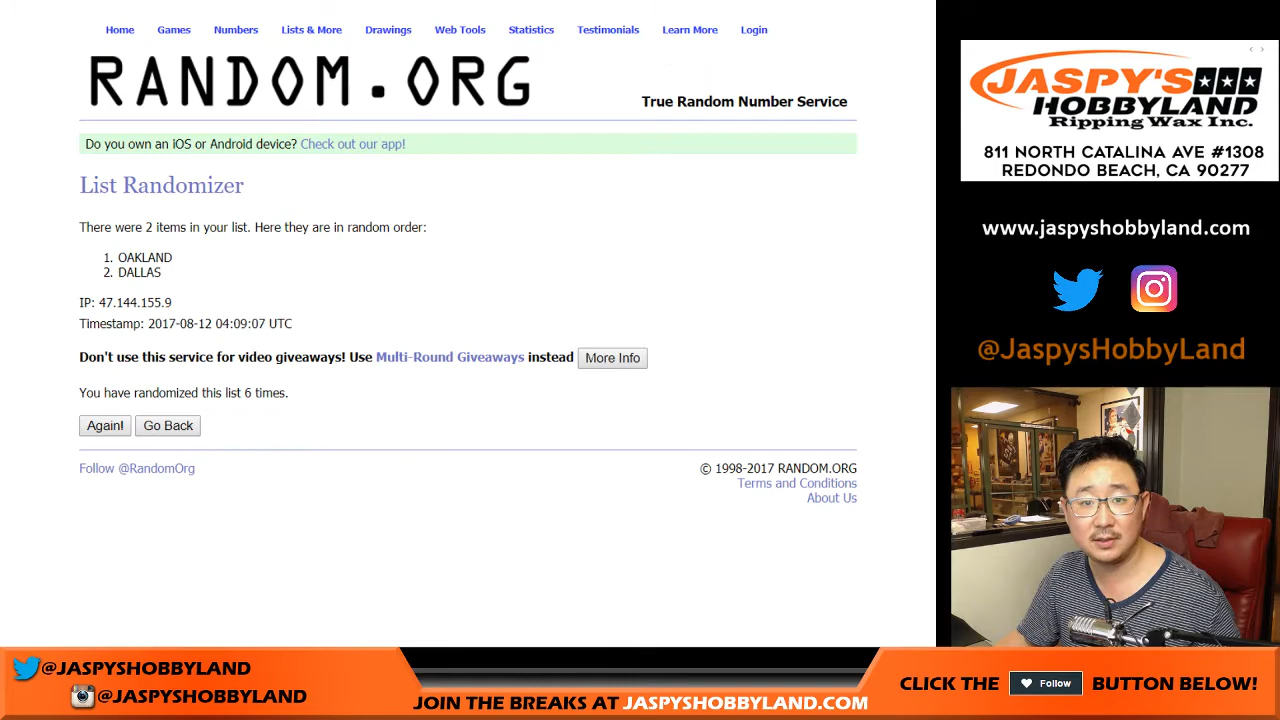 Home Games Numbers Lists & More Drawings Web Tools Statistics Testimonials Learn More Login
RANDOM.ORG
True Random Number Service
Do you own an iOS or Android device? Check out our app!
List Randomizer
There were 2 items in your list. Here they are in random order:
1. OAKLAND
2. DALLAS
IP: 47.144.155.9
Timestamp: 2017-08-12 04:09:07 UTC
Don't use this service for video giveaways! Use Multi-Round Giveaways instead More Info
You have randomized this list 6 times.
Again! Go Back
Follow @RandomOrg
© 1998-2017 RANDOM.ORG
Terms and Conditions
About Us
JASPY'S
HOBBYLAND
Ripping Wax Inc.
811 NORTH CATALINA AVE #1308
REDONDO BEACH, CA 90277
www.jaspyshobbyland.com
@JaspysHobbyLand
@JASPYSHOBBYLAND
@JASPYSHOBBYLAND
JOIN THE BREAKS AT JASPYSHOBBYLAND.COM
CLICK THE Follow BUTTON BELOW!